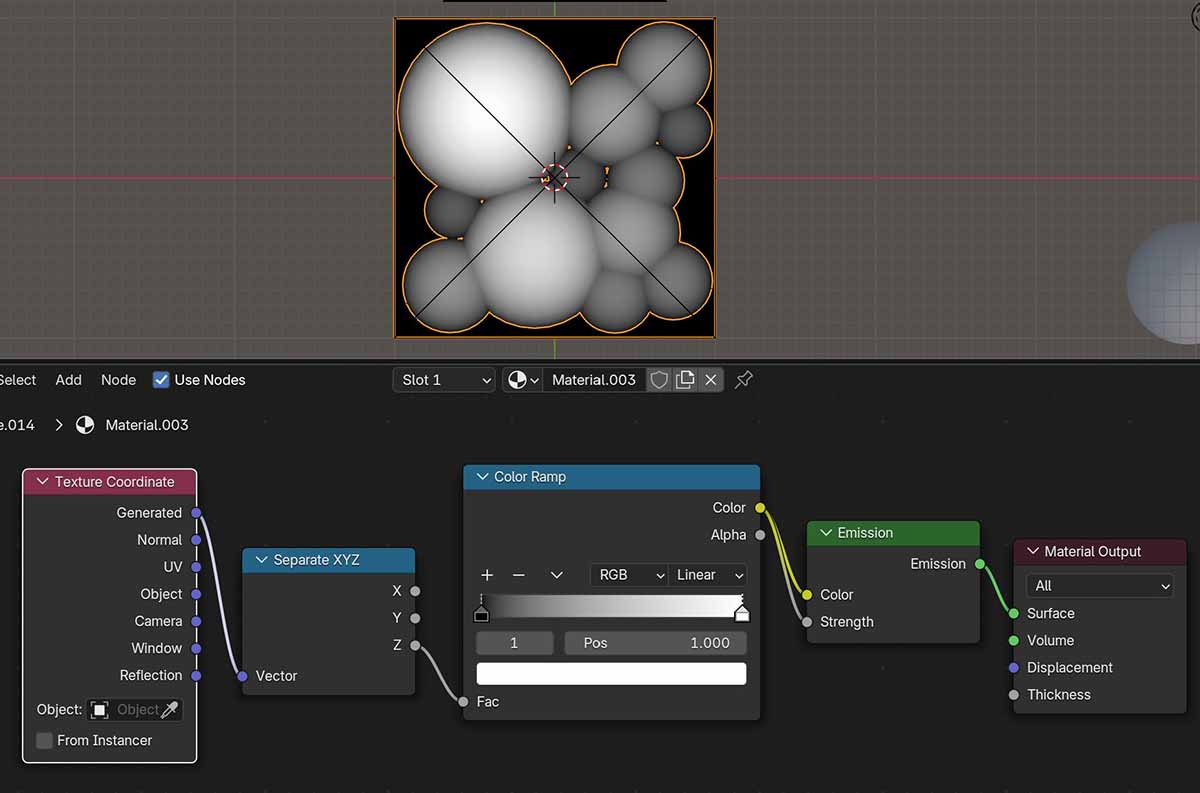 Select Add Node Use Nodes Slot 1 Material.003
e.014 Material.003
Texture Coordinate
Generated
Normal
UV
Object
Camera
Window
Reflection
Object: Object
From Instancer
Separate XYZ
X
Y
Z
Vector
Color Ramp
Color
Alpha
RGB Linear
1 Pos 1.000
Fac
Emission
Emission
Color
Strength
Material Output
All
Surface
Volume
Displacement
Thickness